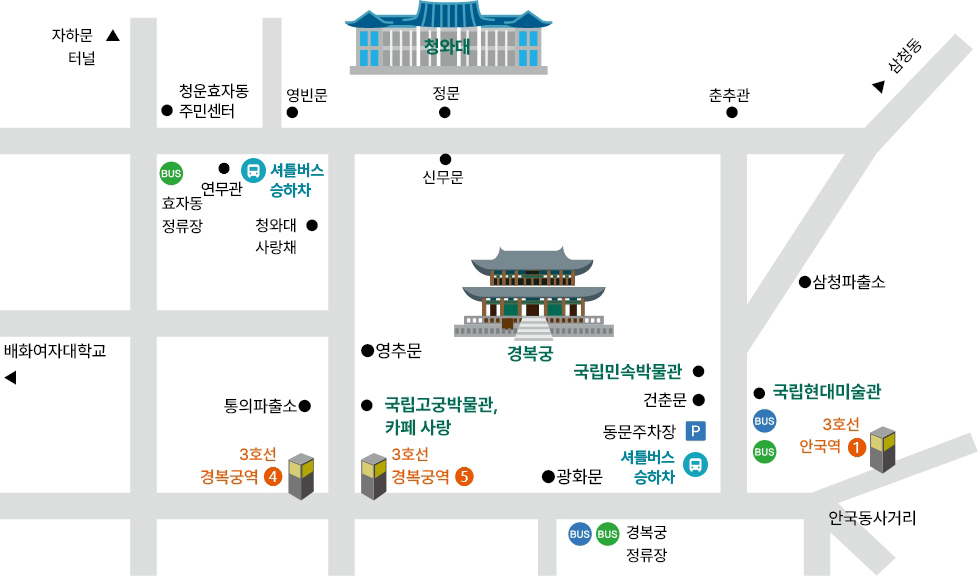 청와대
자하문
터널
삼청동
청운효자동
주민센터
영빈문
정문
춘추관
BUS
효자동
정류장
연무관
셔틀버스
승하차
신무문
청와대
사랑채
삼청파출소
배화여자대학교
영추문
경복궁
국립민속박물관
국립현대미술관
통의파출소
국립고궁박물관,
카페 사랑
건춘문
동문주차장 P
BUS
BUS
3호선
안국역 1
3호선
경복궁역 4
3호선
경복궁역 5
광화문
셔틀버스
승하차
안국동사거리
BUS BUS 경복궁
정류장